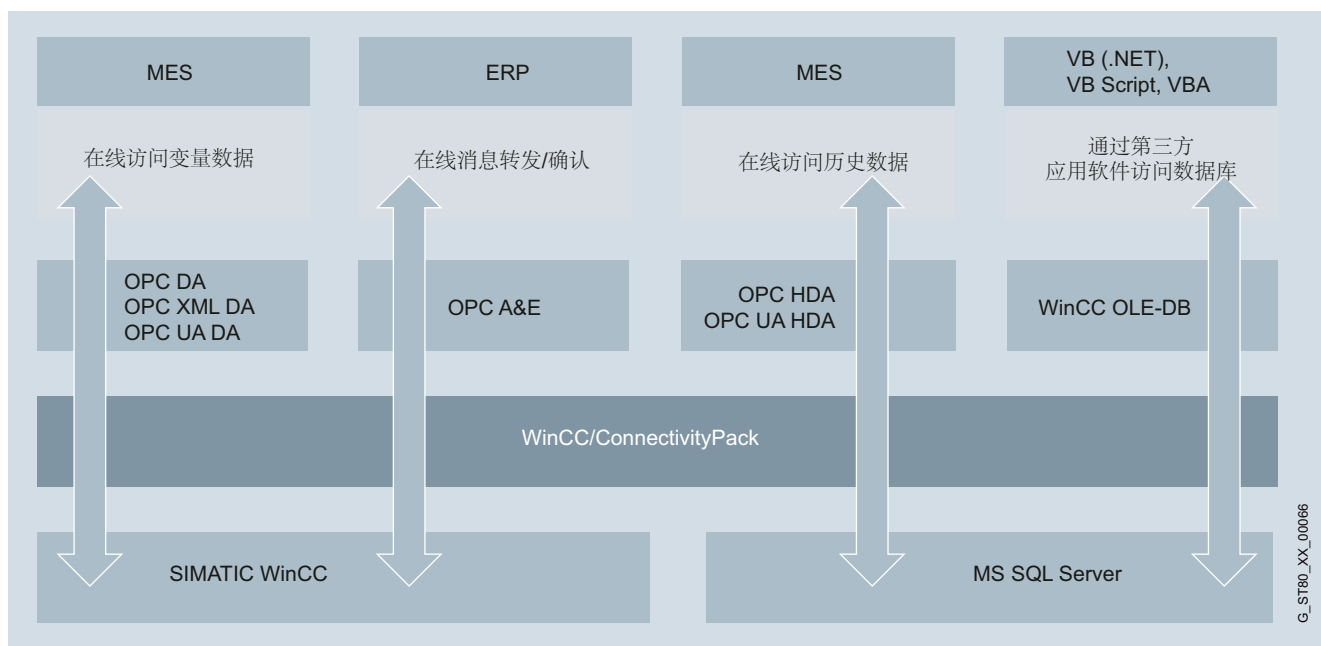 MES
ERP
MES
VB (.NET),
VB Script, VBA
在线访问变量数据
在线消息转发/确认
在线访问历史数据
通过第三方
应用软件访问数据库
OPC DA
OPC XML DA
OPC UA DA
OPC A&E
OPC HDA
OPC UA HDA
WinCC OLE-DB
WinCC/ConnectivityPack
SIMATIC WinCC
MS SQL Server
G_ST80_XX_00066